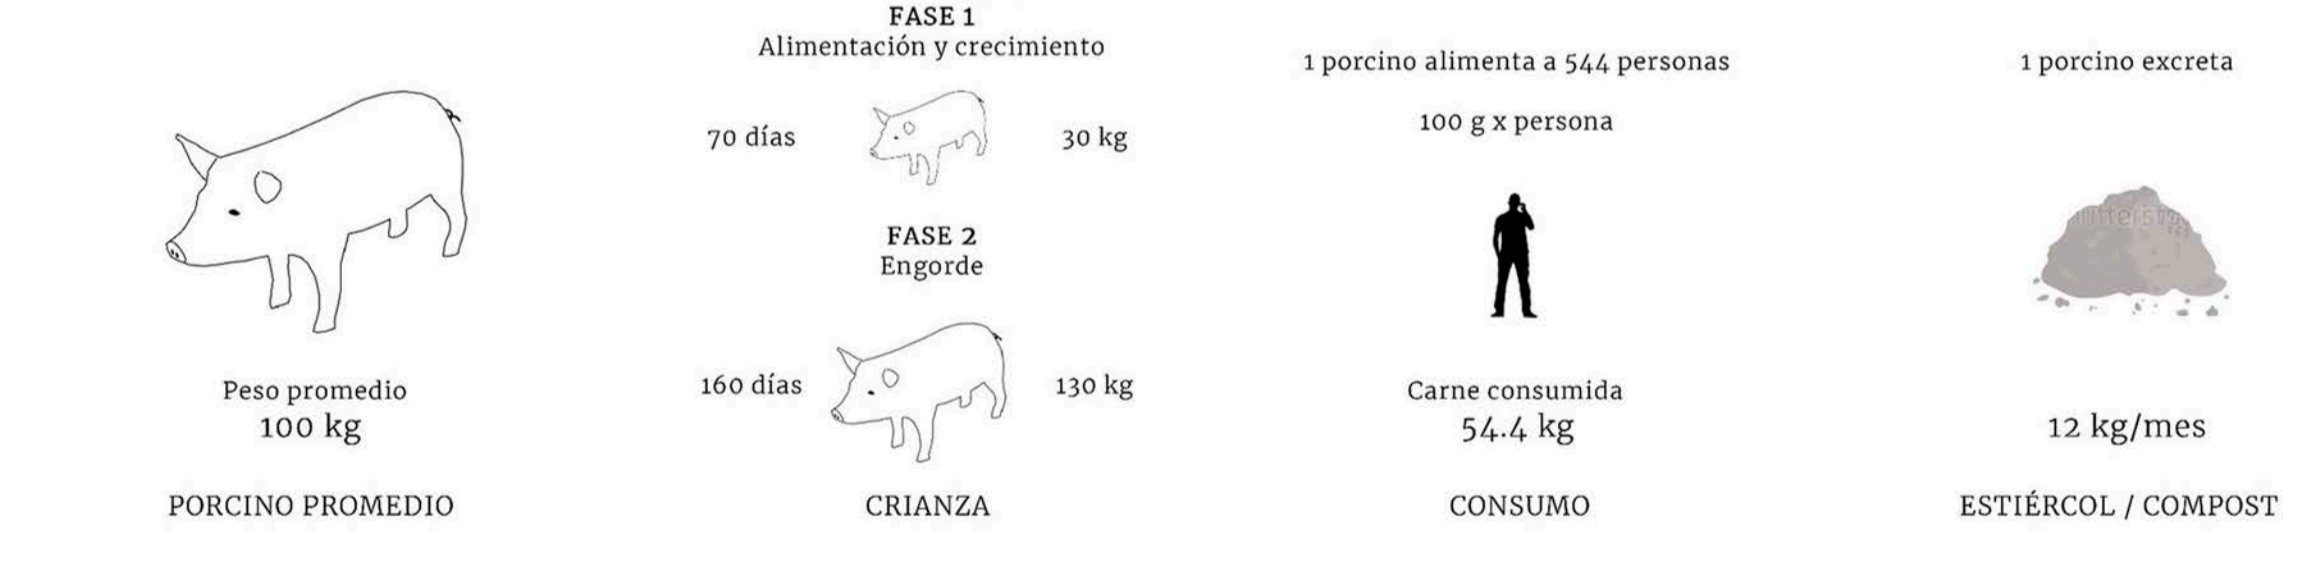 PORCINO PROMEDIO
Peso promedio
100 kg
FASE 1
Alimentación y crecimiento
70 días
30 kg
FASE 2
Engorde
160 días
130 kg
CRIANZA
1 porcino alimenta a 544 personas
100 g x persona
Carne consumida
54.4 kg
CONSUMO
1 porcino excreta
12 kg/mes
ESTIÉRCOL / COMPOST